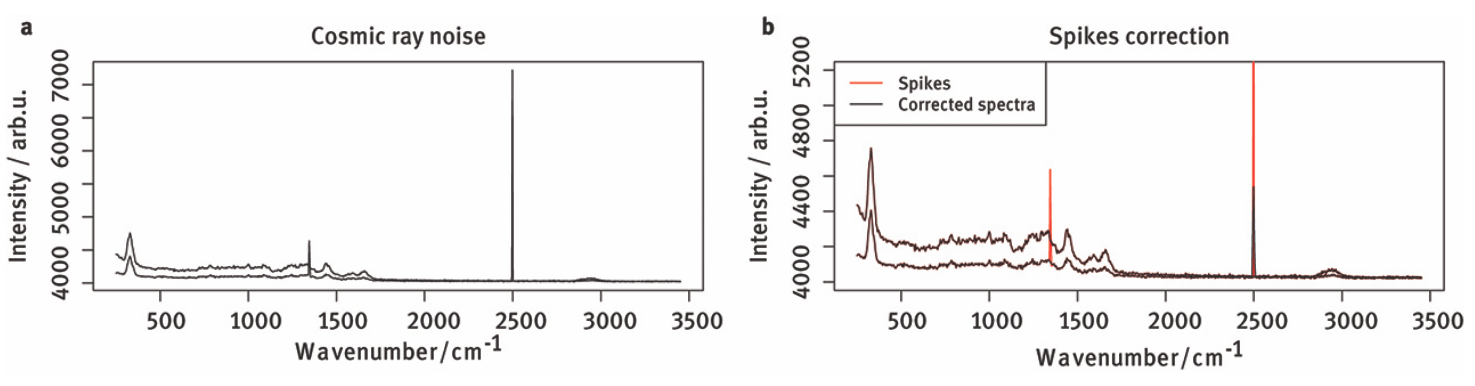 a
Cosmic ray noise
Intensity / arb.u.
7000
6000
5000
4000
500 1000 1500 2000 2500 3000 3500
Wavenumber/cm-1
b
Spikes correction
Intensity / arb.u.
5200
4800
4400
4000
Spikes
Corrected spectra
500 1000 1500 2000 2500 3000 3500
Wavenumber/cm-1